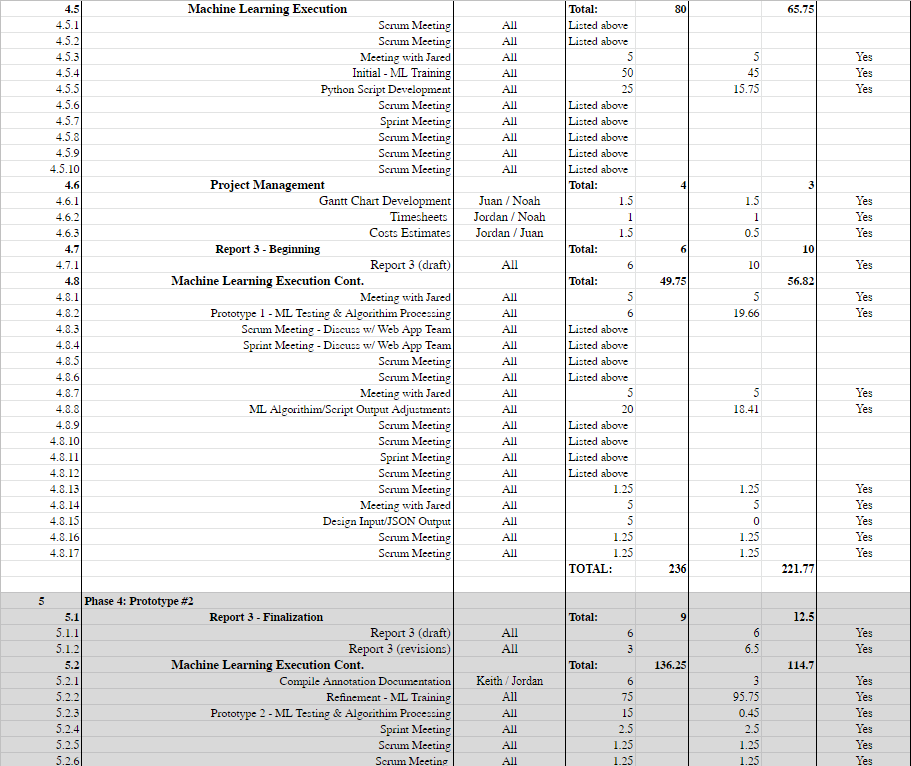 4.5 Machine Learning Execution Total: 80 65.75
4.5.1 Scrum Meeting All Listed above
4.5.2 Scrum Meeting All Listed above
4.5.3 Meeting with Jared All 5 5 Yes
4.5.4 Initial - ML Training All 50 45 Yes
4.5.5 Python Script Development All 25 15.75 Yes
4.5.6 Scrum Meeting All Listed above
4.5.7 Sprint Meeting All Listed above
4.5.8 Scrum Meeting All Listed above
4.5.9 Scrum Meeting All Listed above
4.5.10 Scrum Meeting All Listed above
4.6 Project Management Total: 4 3
4.6.1 Gantt Chart Development Juan / Noah 1.5 1.5 Yes
4.6.2 Timesheets Jordan / Noah 1 1 Yes
4.6.3 Costs Estimates Jordan / Juan 1.5 0.5 Yes
4.7 Report 3 - Beginning Total: 6 10
4.7.1 Report 3 (draft) All 6 10 Yes
4.8 Machine Learning Execution Cont. Total: 49.75 56.82
4.8.1 Meeting with Jared All 5 5 Yes
4.8.2 Prototype 1 - ML Testing & Algorithim Processing All 6 19.66 Yes
4.8.3 Scrum Meeting - Discuss w/ Web App Team All Listed above
4.8.4 Sprint Meeting - Discuss w/ Web App Team All Listed above
4.8.5 Scrum Meeting All Listed above
4.8.6 Scrum Meeting All Listed above
4.8.7 Meeting with Jared All 5 5 Yes
4.8.8 ML Algorithim/Script Output Adjustments All 20 18.41 Yes
4.8.9 Scrum Meeting All Listed above
4.8.10 Scrum Meeting All Listed above
4.8.11 Sprint Meeting All Listed above
4.8.12 Scrum Meeting All Listed above
4.8.13 Scrum Meeting All 1.25 1.25 Yes
4.8.14 Meeting with Jared All 5 5 Yes
4.8.15 Design Input/JSON Output All 5 0 Yes
4.8.16 Scrum Meeting All 1.25 1.25 Yes
4.8.17 Scrum Meeting All 1.25 1.25 Yes
TOTAL: 236 221.77
5 Phase 4: Prototype #2
5.1 Report 3 - Finalization Total: 9 12.5
5.1.1 Report 3 (draft) All 6 6 Yes
5.1.2 Report 3 (revisions) All 3 6.5 Yes
5.2 Machine Learning Execution Cont. Total: 136.25 114.7
5.2.1 Compile Annotation Documentation Keith / Jordan 6 3 Yes
5.2.2 Refinement - ML Training All 75 95.75 Yes
5.2.3 Prototype 2 - ML Testing & Algorithim Processing All 15 0.45 Yes
5.2.4 Sprint Meeting All 2.5 2.5 Yes
5.2.5 Scrum Meeting All 1.25 1.25 Yes
5.2.6 Scrum Meeting All 1.25 1.25 Yes